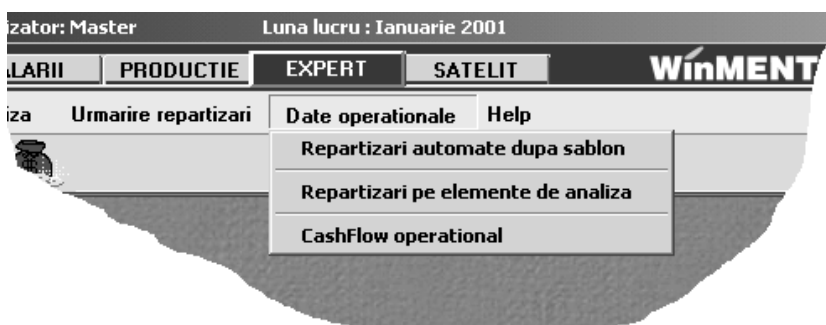 izator: Master Luna lucru : Ianuarie 2001
LARII PRODUCTIE EXPERT SATELIT WinMENT
iza Urmarire repartizari Date operationale Help
Repartizari automate dupa sablon
Repartizari pe elemente de analiza
CashFlow operational